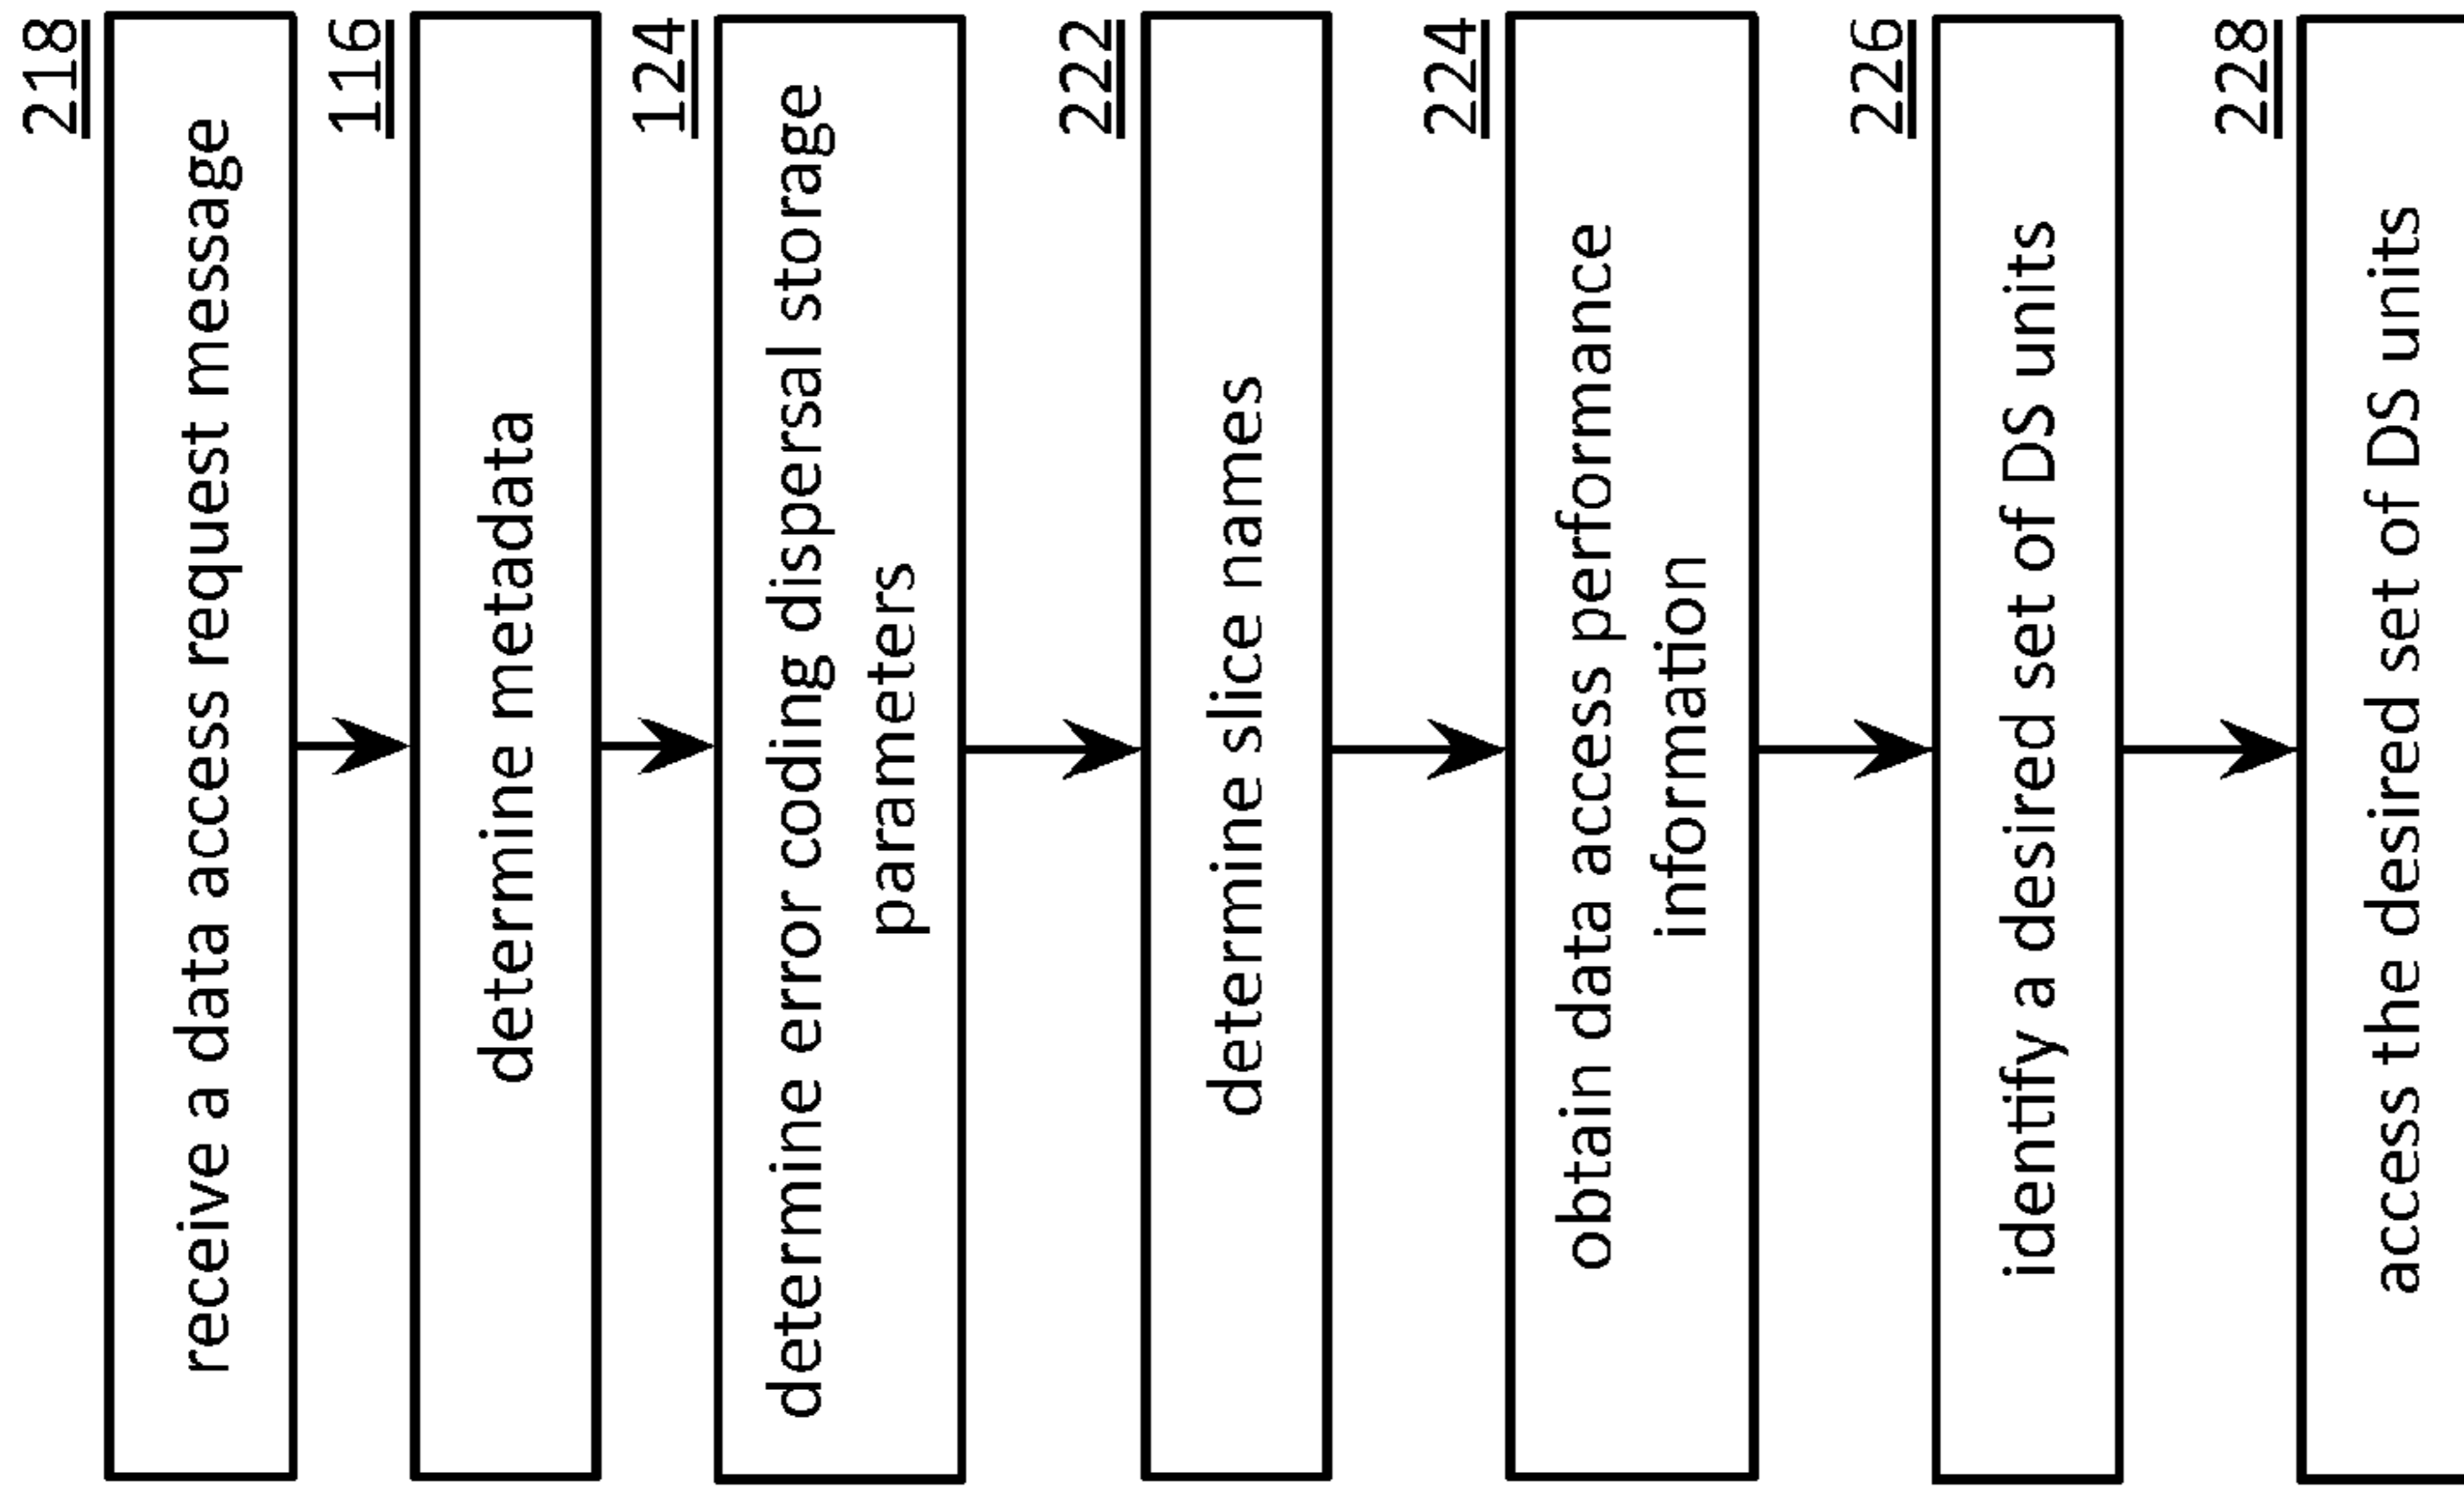 218
receive a data access request message
116
determine metadata
124
determine error coding dispersal storage
parameters
222
determine slice names
224
obtain data access performance
information
226
identify a desired set of DS units
228
access the desired set of DS units